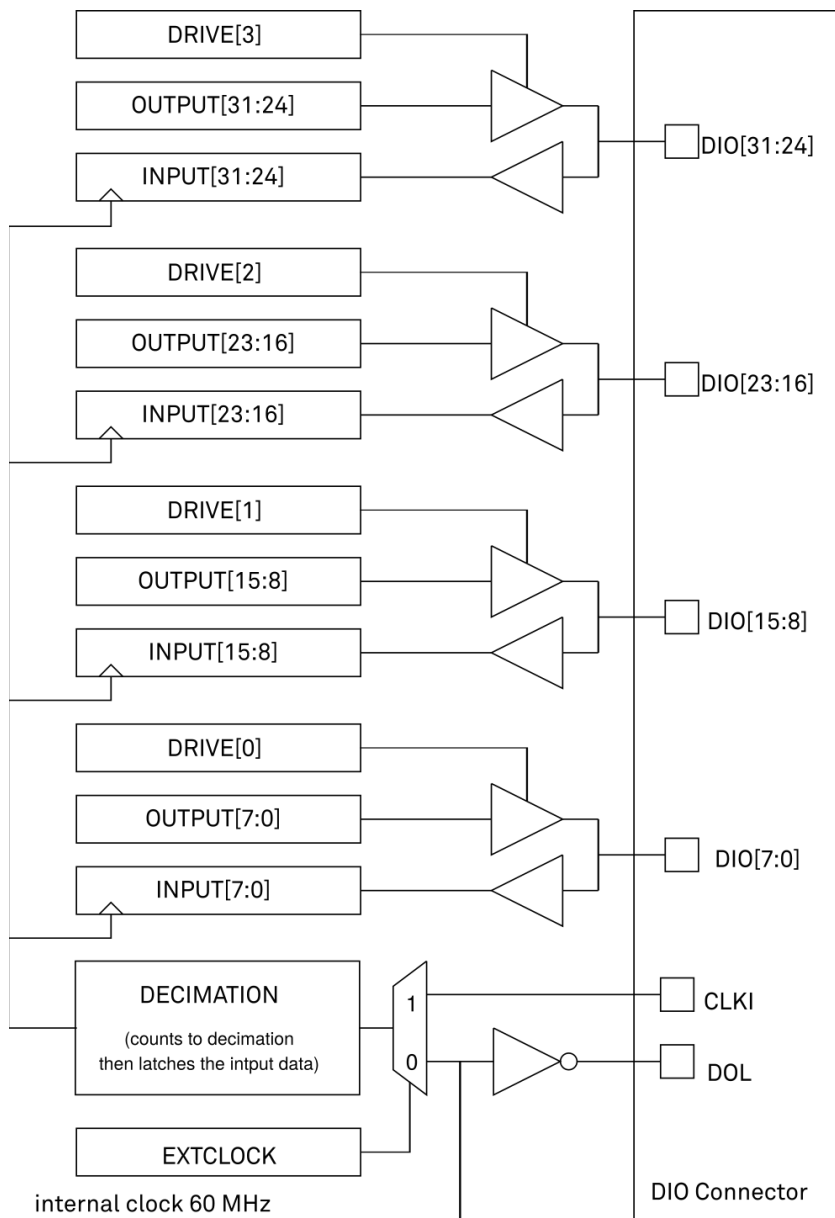 DRIVE[3]
OUTPUT[31:24]
INPUT[31:24]
DIO[31:24]
DRIVE[2]
OUTPUT[23:16]
INPUT[23:16]
DIO[23:16]
DRIVE[1]
OUTPUT[15:8]
INPUT[15:8]
DIO[15:8]
DRIVE[0]
OUTPUT[7:0]
INPUT[7:0]
DIO[7:0]
DECIMATION
(counts to decimation
then latches the intput data)
1
0
CLKI
DOL
EXTCLOCK
internal clock 60 MHz
DIO Connector